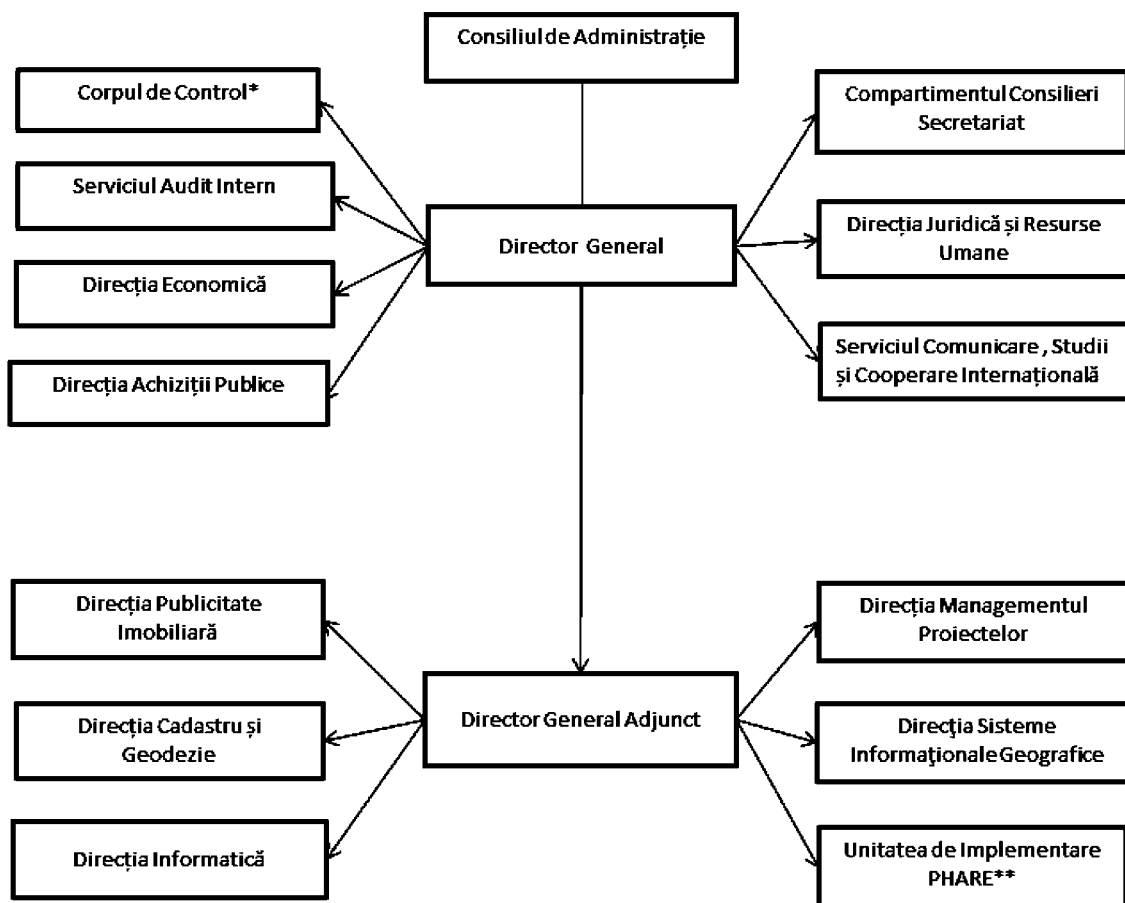 Consiliul de Administrație
Corpul de Control*
Compartimentul Consilieri
Secretariat
Serviciul Audit Intern
Director General
Direcția Juridică și Resurse
Umane
Direcția Economică
Serviciul Comunicare , Studii
și Cooperare Internațională
Direcția Achiziții Publice
Direcția Publicitate
Imobiliară
Direcția Managementul
Proiectelor
Director General Adjunct
Direcția Cadastru și
Geodezie
Direcţia Sisteme
Informaţionale Geografice
Direcția Informatică
Unitatea de Implementare
PHARE**